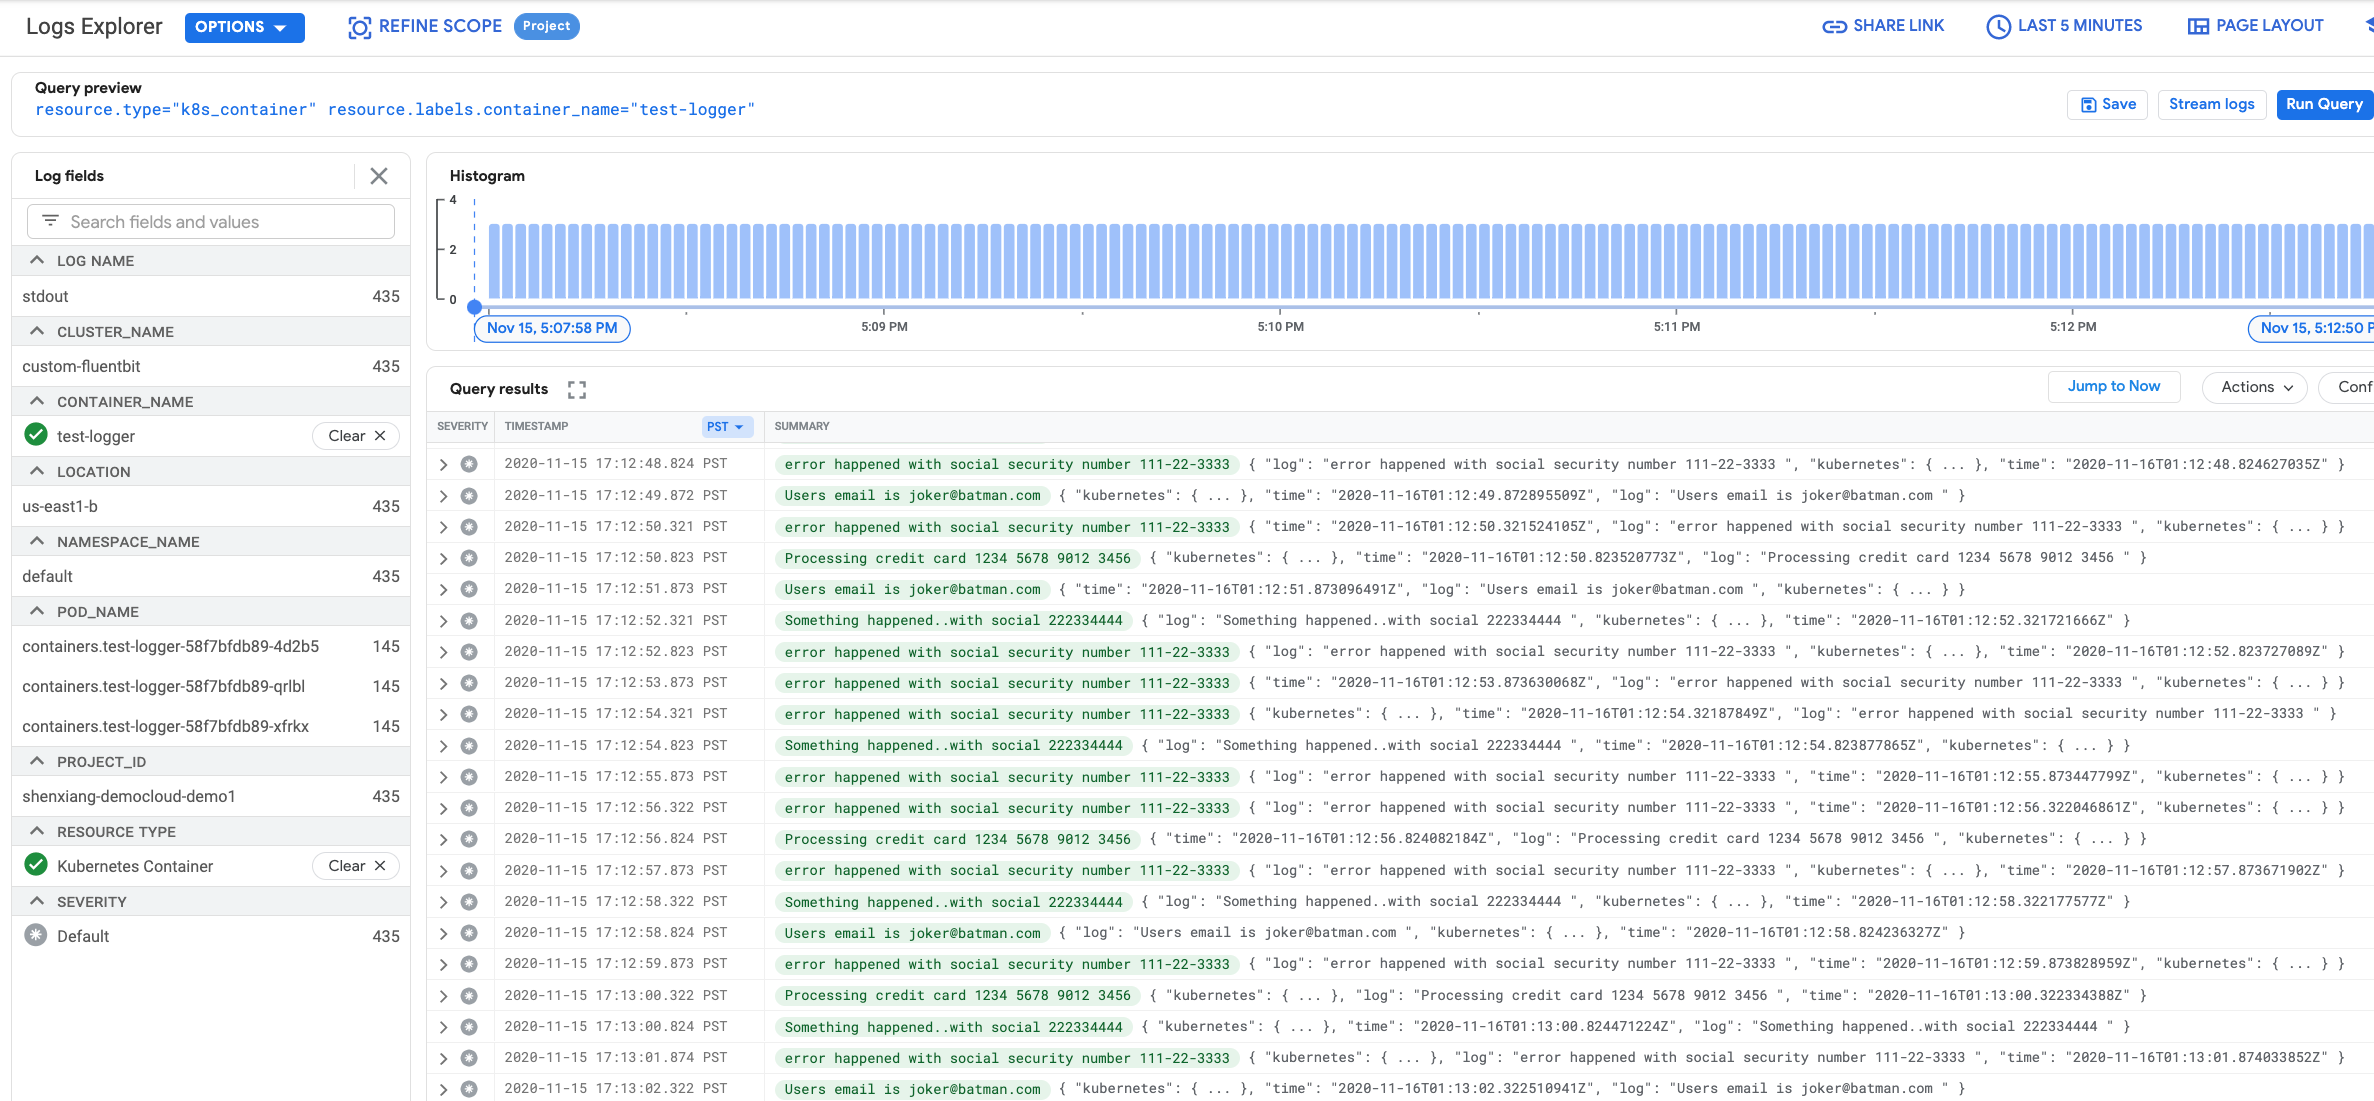 Logs Explorer OPTIONS REFINE SCOPE Project SHARE LINK LAST 5 MINUTES PAGE LAYOUT
Query preview
resource.type="k8s_container" resource.labels.container_name="test-logger"
Save Stream logs Run Query
Log fields
Search fields and values
LOG NAME
stdout 435
CLUSTER_NAME
custom-fluentbit 435
CONTAINER_NAME
test-logger Clear
LOCATION
us-east1-b 435
NAMESPACE_NAME
default 435
POD_NAME
containers.test-logger-58f7bfdb89-4d2b5 145
containers.test-logger-58f7bfdb89-qrlbl 145
containers.test-logger-58f7bfdb89-xfrkx 145
PROJECT_ID
shenxiang-democloud-demo1 435
RESOURCE TYPE
Kubernetes Container Clear
SEVERITY
Default 435
Histogram
4
2
0
5:09 PM 5:10 PM 5:11 PM 5:12 PM
Nov 15, 5:07:58 PM Nov 15, 5:12:50 P
Query results Jump to Now Actions Conf
SEVERITY TIMESTAMP PST SUMMARY
2020-11-15 17:12:48.824 PST error happened with social security number 111-22-3333 { "log": "error happened with social security number 111-22-3333 ", "kubernetes": { ... }, "time": "2020-11-16T01:12:48.824627035Z" }
2020-11-15 17:12:49.872 PST Users email is joker@batman.com { "kubernetes": { ... }, "time": "2020-11-16T01:12:49.872895509Z", "log": "Users email is joker@batman.com " }
2020-11-15 17:12:50.321 PST error happened with social security number 111-22-3333 { "time": "2020-11-16T01:12:50.321524105Z", "log": "error happened with social security number 111-22-3333 ", "kubernetes": { ... } }
2020-11-15 17:12:50.823 PST Processing credit card 1234 5678 9012 3456 { "kubernetes": { ... }, "time": "2020-11-16T01:12:50.823520773Z", "log": "Processing credit card 1234 5678 9012 3456 " }
2020-11-15 17:12:51.873 PST Users email is joker@batman.com { "time": "2020-11-16T01:12:51.873096491Z", "log": "Users email is joker@batman.com ", "kubernetes": { ... } }
2020-11-15 17:12:52.321 PST Something happened..with social 222334444 { "log": "Something happened..with social 222334444 ", "kubernetes": { ... }, "time": "2020-11-16T01:12:52.321721666Z" }
2020-11-15 17:12:52.823 PST error happened with social security number 111-22-3333 { "log": "error happened with social security number 111-22-3333 ", "kubernetes": { ... }, "time": "2020-11-16T01:12:52.823727089Z" }
2020-11-15 17:12:53.873 PST error happened with social security number 111-22-3333 { "time": "2020-11-16T01:12:53.873630068Z", "log": "error happened with social security number 111-22-3333 ", "kubernetes": { ... } }
2020-11-15 17:12:54.321 PST error happened with social security number 111-22-3333 { "kubernetes": { ... }, "time": "2020-11-16T01:12:54.32187849Z", "log": "error happened with social security number 111-22-3333 " }
2020-11-15 17:12:54.823 PST Something happened..with social 222334444 { "log": "Something happened..with social 222334444 ", "time": "2020-11-16T01:12:54.823877865Z", "kubernetes": { ... } }
2020-11-15 17:12:55.873 PST error happened with social security number 111-22-3333 { "log": "error happened with social security number 111-22-3333 ", "time": "2020-11-16T01:12:55.873447799Z", "kubernetes": { ... } }
2020-11-15 17:12:56.322 PST error happened with social security number 111-22-3333 { "log": "error happened with social security number 111-22-3333 ", "time": "2020-11-16T01:12:56.322046861Z", "kubernetes": { ... } }
2020-11-15 17:12:56.824 PST Processing credit card 1234 5678 9012 3456 { "time": "2020-11-16T01:12:56.824082184Z", "log": "Processing credit card 1234 5678 9012 3456 ", "kubernetes": { ... } }
2020-11-15 17:12:57.873 PST error happened with social security number 111-22-3333 { "log": "error happened with social security number 111-22-3333 ", "kubernetes": { ... }, "time": "2020-11-16T01:12:57.873671902Z" }
2020-11-15 17:12:58.322 PST Something happened..with social 222334444 { "log": "Something happened..with social 222334444 ", "kubernetes": { ... }, "time": "2020-11-16T01:12:58.322177577Z" }
2020-11-15 17:12:58.824 PST Users email is joker@batman.com { "log": "Users email is joker@batman.com ", "kubernetes": { ... }, "time": "2020-11-16T01:12:58.824236327Z" }
2020-11-15 17:12:59.873 PST error happened with social security number 111-22-3333 { "log": "error happened with social security number 111-22-3333 ", "time": "2020-11-16T01:12:59.873828959Z", "kubernetes": { ... } }
2020-11-15 17:13:00.322 PST Processing credit card 1234 5678 9012 3456 { "kubernetes": { ... }, "log": "Processing credit card 1234 5678 9012 3456 ", "time": "2020-11-16T01:13:00.322334388Z" }
2020-11-15 17:13:00.824 PST Something happened..with social 222334444 { "kubernetes": { ... }, "time": "2020-11-16T01:13:00.824471224Z", "log": "Something happened..with social 222334444 " }
2020-11-15 17:13:01.874 PST error happened with social security number 111-22-3333 { "kubernetes": { ... }, "log": "error happened with social security number 111-22-3333 ", "time": "2020-11-16T01:13:01.874033852Z" }
2020-11-15 17:13:02.322 PST Users email is joker@batman.com { "kubernetes": { ... }, "time": "2020-11-16T01:13:02.322510941Z", "log": "Users email is joker@batman.com " }